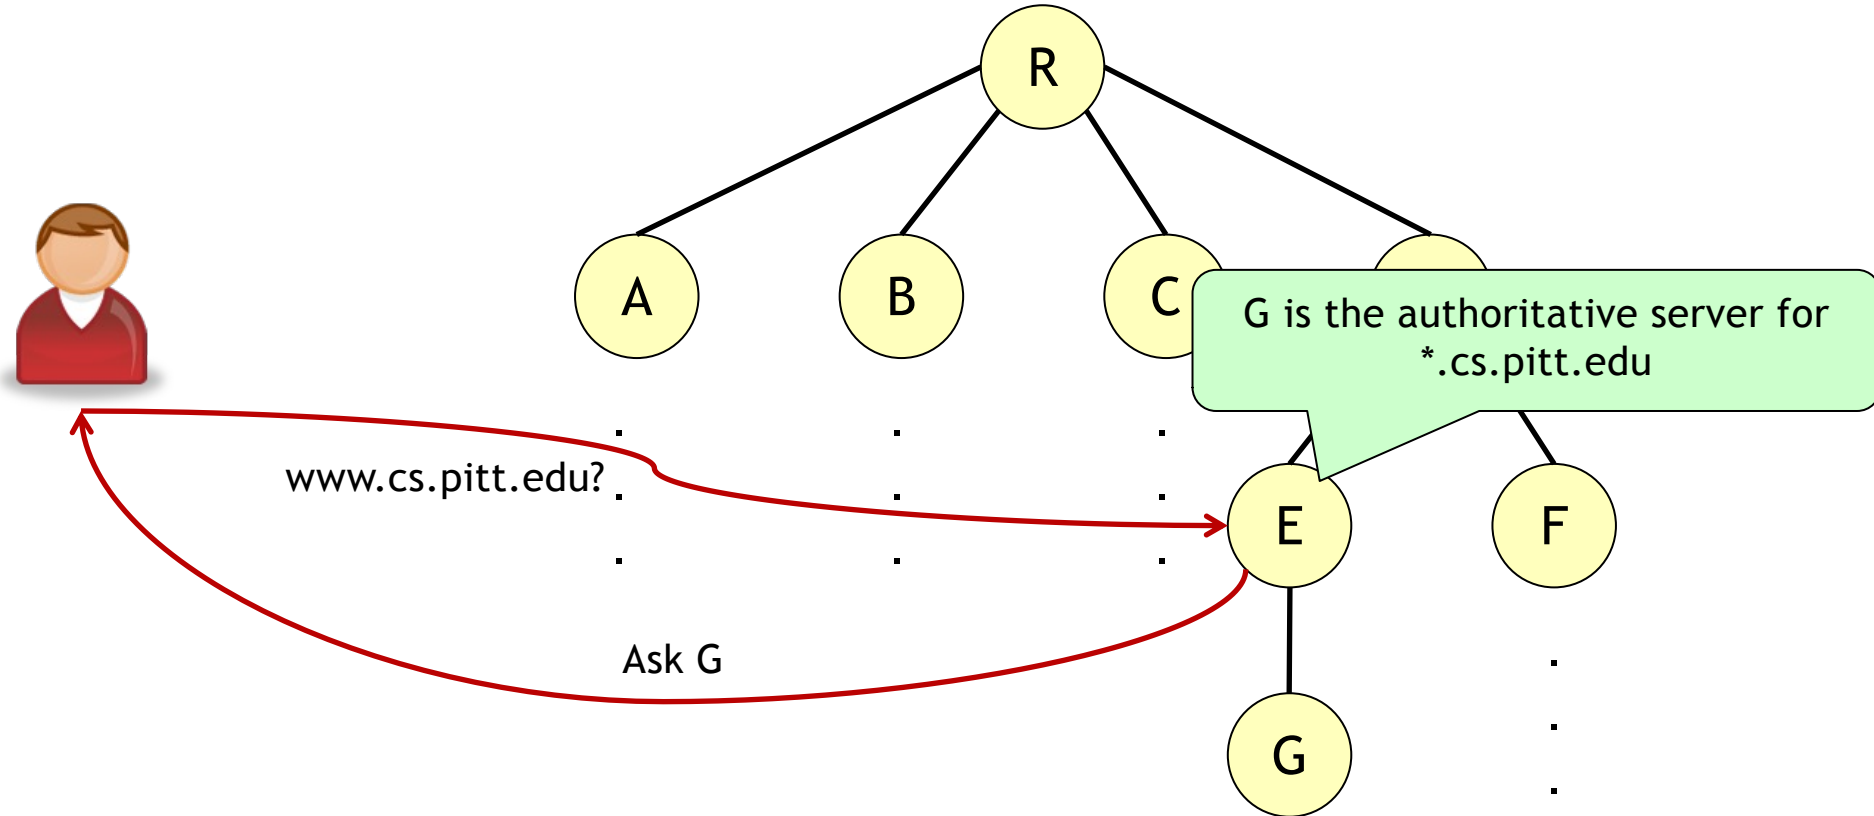 R
A
B
C
G is the authoritative server for
*.cs.pitt.edu
www.cs.pitt.edu?
E
F
Ask G
G